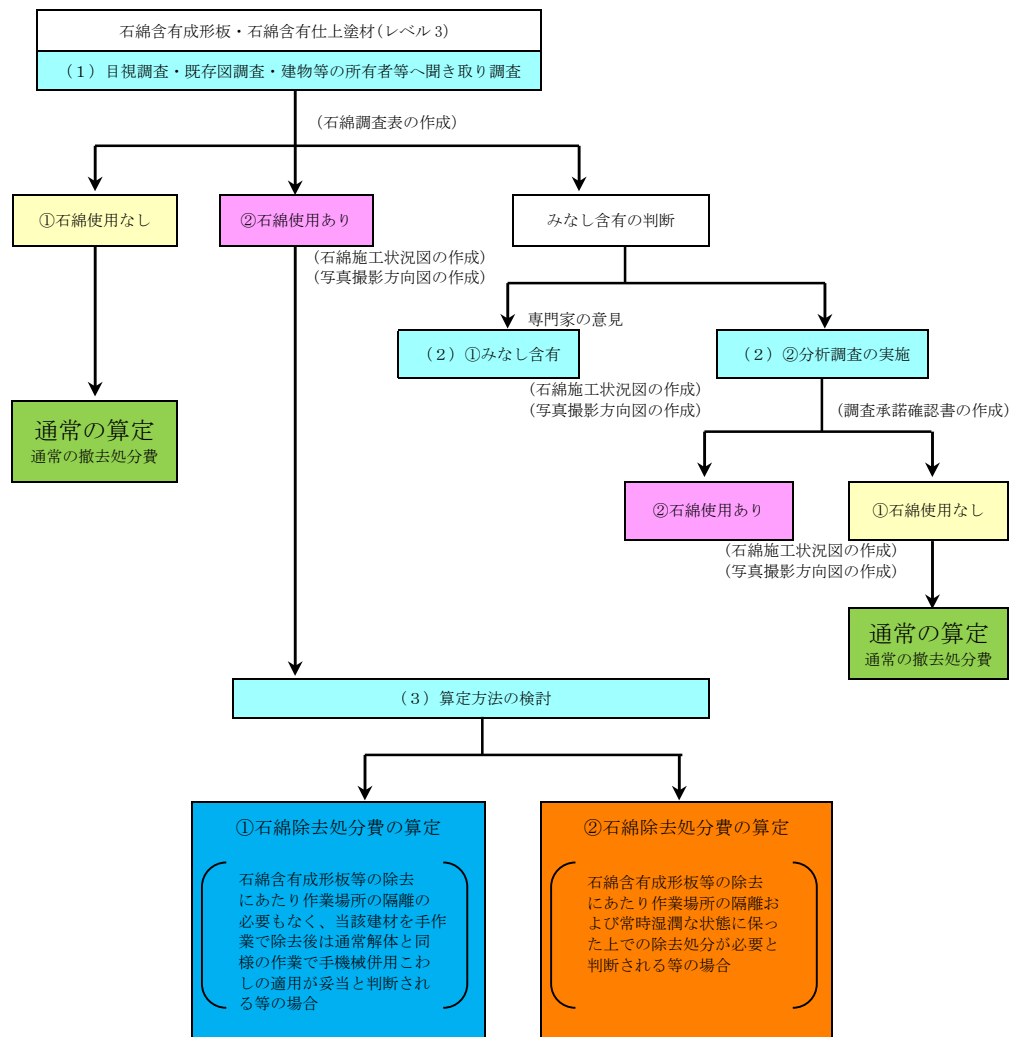 石綿含有成形板・石綿含有仕上塗材(レベル3)
（１）目視調査・既存図調査・建物等の所有者等へ聞き取り調査
(石綿調査表の作成)
①石綿使用なし
②石綿使用あり
みなし含有の判断
(石綿施工状況図の作成)
(写真撮影方向図の作成)
専門家の意見
（２）①みなし含有
（２）②分析調査の実施
(石綿施工状況図の作成)
(写真撮影方向図の作成)
(調査承諾確認書の作成)
通常の算定
通常の撤去処分費
②石綿使用あり
①石綿使用なし
(石綿施工状況図の作成)
(写真撮影方向図の作成)
通常の算定
通常の撤去処分費
（３）算定方法の検討
①石綿除去処分費の算定
石綿含有成形板等の除去
にあたり作業場所の隔離の
必要もなく、当該建材を手作
業で除去後は通常解体と同
様の作業で手機械併用こわ
しの適用が妥当と判断され
る等の場合
②石綿除去処分費の算定
石綿含有成形板等の除去
にあたり作業場所の隔離お
よび常時湿潤な状態に保っ
た上での除去処分が必要と
判断される等の場合